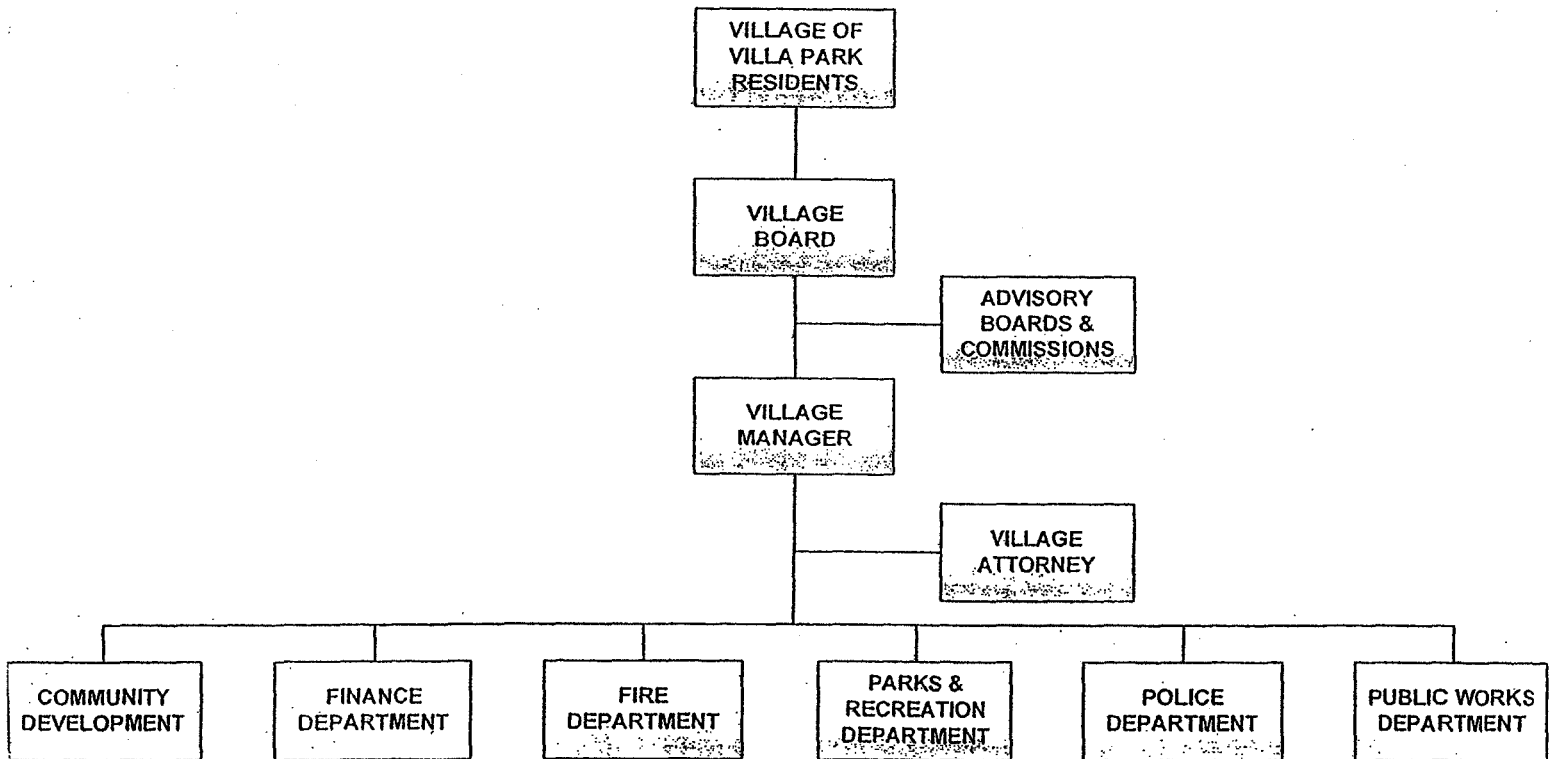 VILLAGE OF
VILLA PARK
RESIDENTS
VILLAGE
BOARD
ADVISORY
BOARDS &
COMMISSIONS
VILLAGE
MANAGER
VILLAGE
ATTORNEY
COMMUNITY
DEVELOPMENT
FINANCE
DEPARTMENT
FIRE
DEPARTMENT
PARKS &
RECREATION
DEPARTMENT
POLICE
DEPARTMENT
PUBLIC WORKS
DEPARTMENT